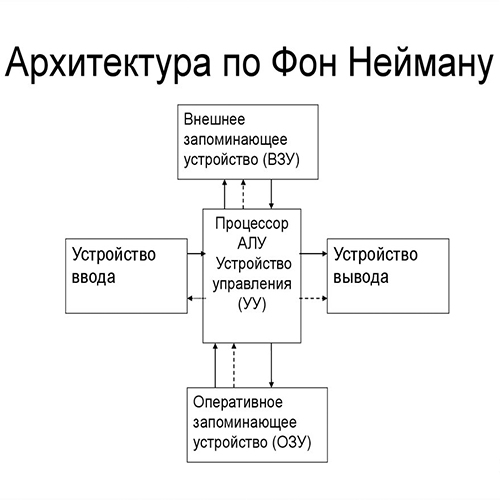 Архитектура по Фон Нейману
Внешнее
запоминающее
устройство (ВЗУ)
Процессор
АЛУ
Устройство
управления
(УУ)
Устройство
ввода
Устройство
вывода
Оперативное
запоминающее
устройство (ОЗУ)